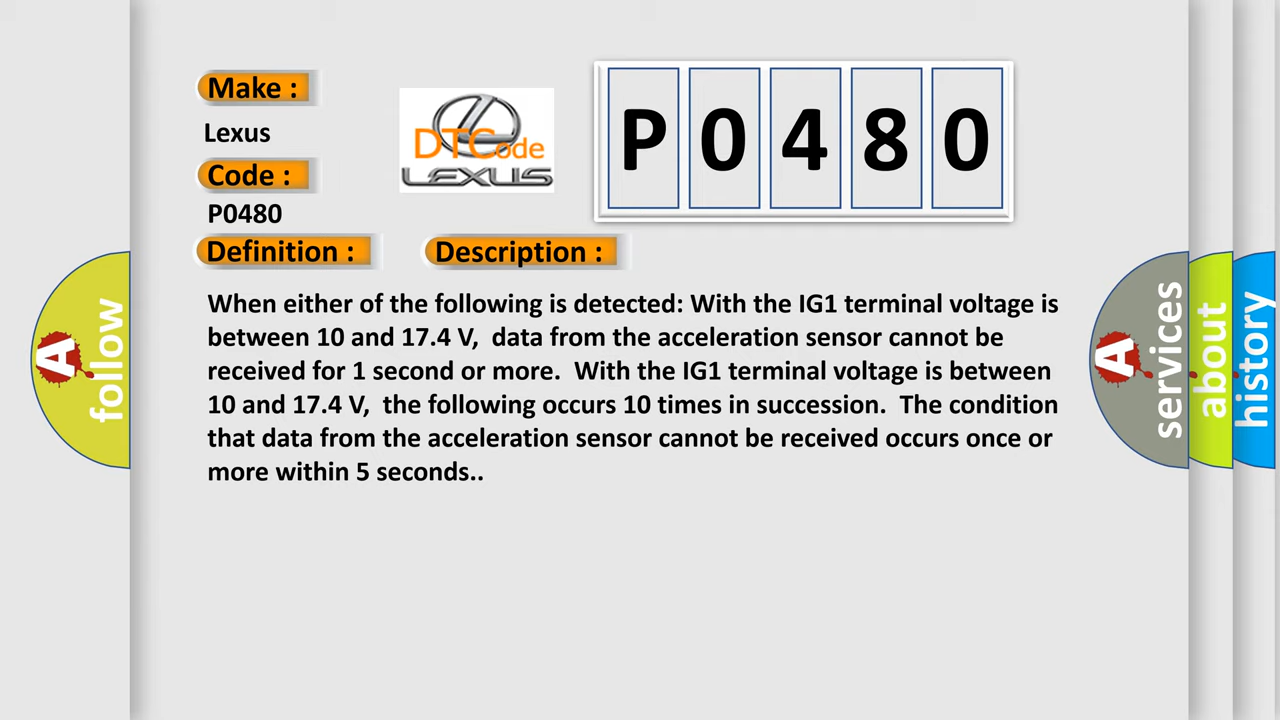 Make :
Lexus
Code :
P0480
Definition :
Description :
DTCode
LEXUS
P0480
When either of the following is detected: With the IG1 terminal voltage is
between 10 and 17.4 V,  data from the acceleration sensor cannot be
received for 1 second or more.  With the IG1 terminal voltage is between
10 and 17.4 V,  the following occurs 10 times in succession.  The condition
that data from the acceleration sensor cannot be received occurs once or
more within 5 seconds..
A
follow
A
services
about
history